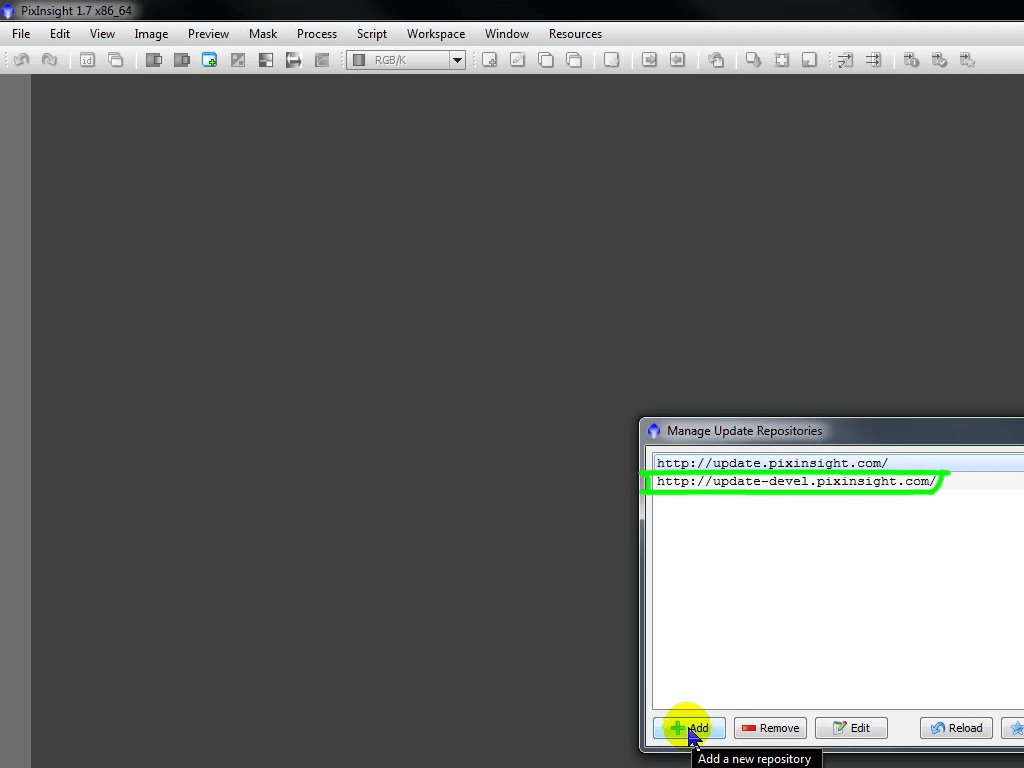 PixInsight 1.7 x86_64
File Edit View Image Preview Mask Process Script Workspace Window Resources
id RGB/K
Manage Update Repositories
http://update.pixinsight.com/
http://update-devel.pixinsight.com/
Add Remove Edit Reload
Add a new repository